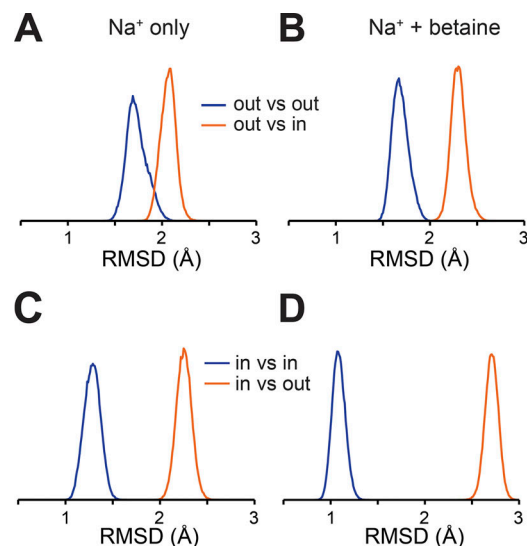 A
Na⁺ only
B
Na⁺ + betaine
out vs out
out vs in
1 2 3
RMSD (Å)
1 2 3
RMSD (Å)
C
D
in vs in
in vs out
1 2 3
RMSD (Å)
1 2 3
RMSD (Å)